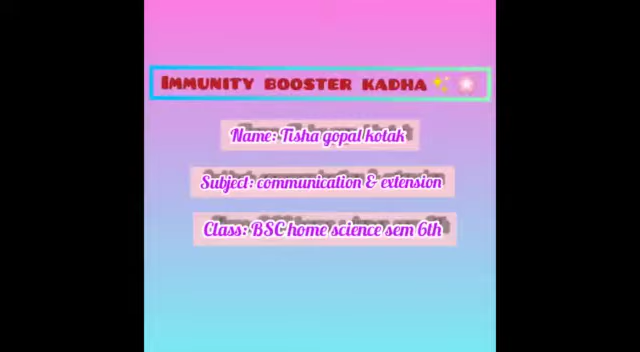 IMMUNITY BOOSTER KADHA ✨ 🌸
Name: Tisha gopal kotak
Subject: communication & extension
Class: BSC home science sem 6th